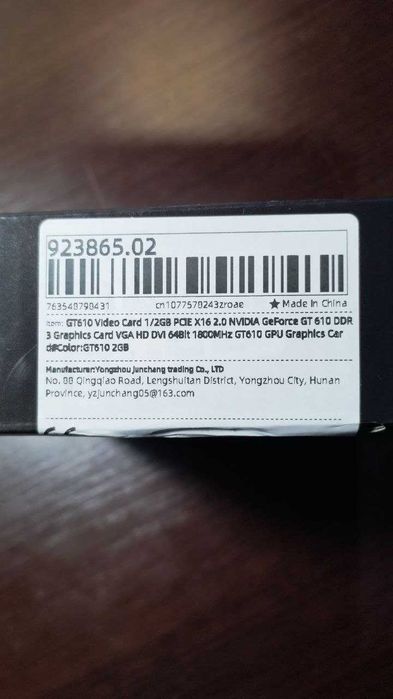 923865.02
763540790431 cn1077570243zroae ★ Made In China
Item: GT610 Video Card 1/2GB PCIE X16 2.0 NVIDIA GeForce GT 610 DDR
3 Graphics Card VGA HD DVI 64Bit 1800MHz GT610 GPU Graphics Car
d#Color:GT610 2GB
Manufacturer:Yongzhou Junchang trading Co., LTD
No. 88 Qingqiao Road, Lengshuitan District, Yongzhou City, Hunan
Province, yzjunchang05@163.com